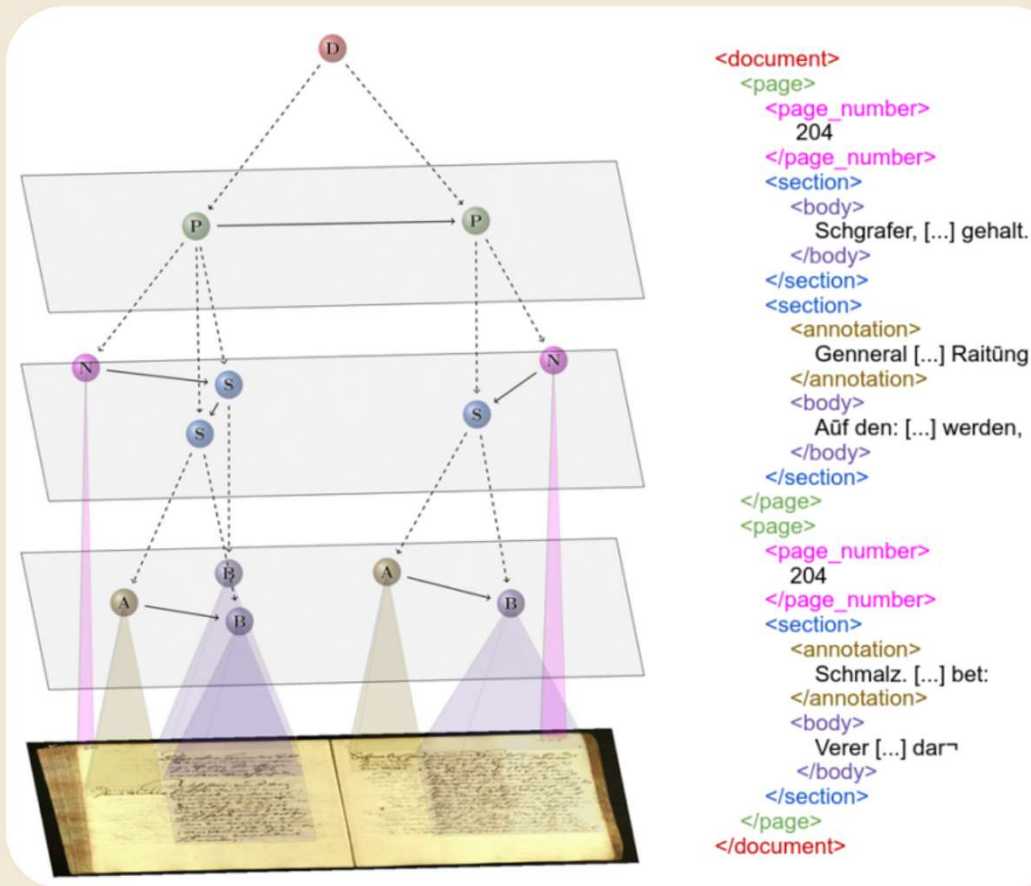 D
P
P
N
N
S
S
S
B
A
A
B
B
<document>
<page>
<page_number>
204
</page_number>
<section>
<body>
Schgrafer, [...] gehalt.
</body>
</section>
<section>
<annotation>
Genneral [...] Raitūng
</annotation>
<body>
Aūf den: [...] werden,
</body>
</section>
</page>
<page>
<page_number>
204
</page_number>
<section>
<annotation>
Schmalz. [...] bet:
</annotation>
<body>
Verer [...] dar¬
</body>
</section>
</page>
</document>